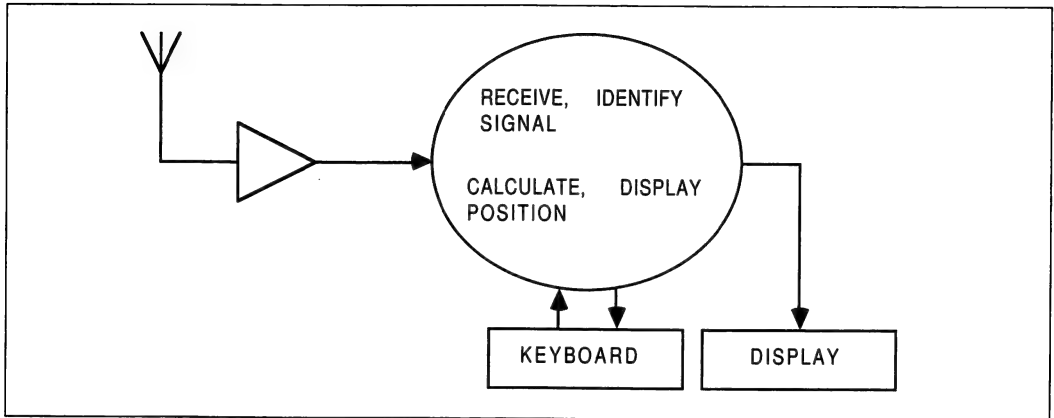 RECEIVE, IDENTIFY
SIGNAL
CALCULATE, DISPLAY
POSITION
KEYBOARD
DISPLAY